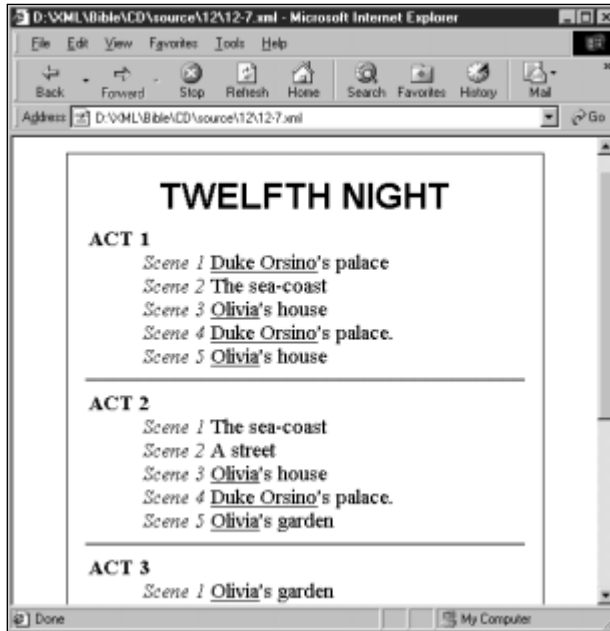 D:\XML\Bible\CD\source\12\12-7.xml - Microsoft Internet Explorer
File Edit View Favorites Tools Help
Back Forward Stop Refresh Home Search Favorites History Mail
Address D:\XML\Bible\CD\source\12\12-7.xml Go
TWELFTH NIGHT
ACT 1
Scene 1 Duke Orsino's palace
Scene 2 The sea-coast
Scene 3 Olivia's house
Scene 4 Duke Orsino's palace.
Scene 5 Olivia's house
ACT 2
Scene 1 The sea-coast
Scene 2 A street
Scene 3 Olivia's house
Scene 4 Duke Orsino's palace.
Scene 5 Olivia's garden
ACT 3
Scene 1 Olivia's garden
Done My Computer